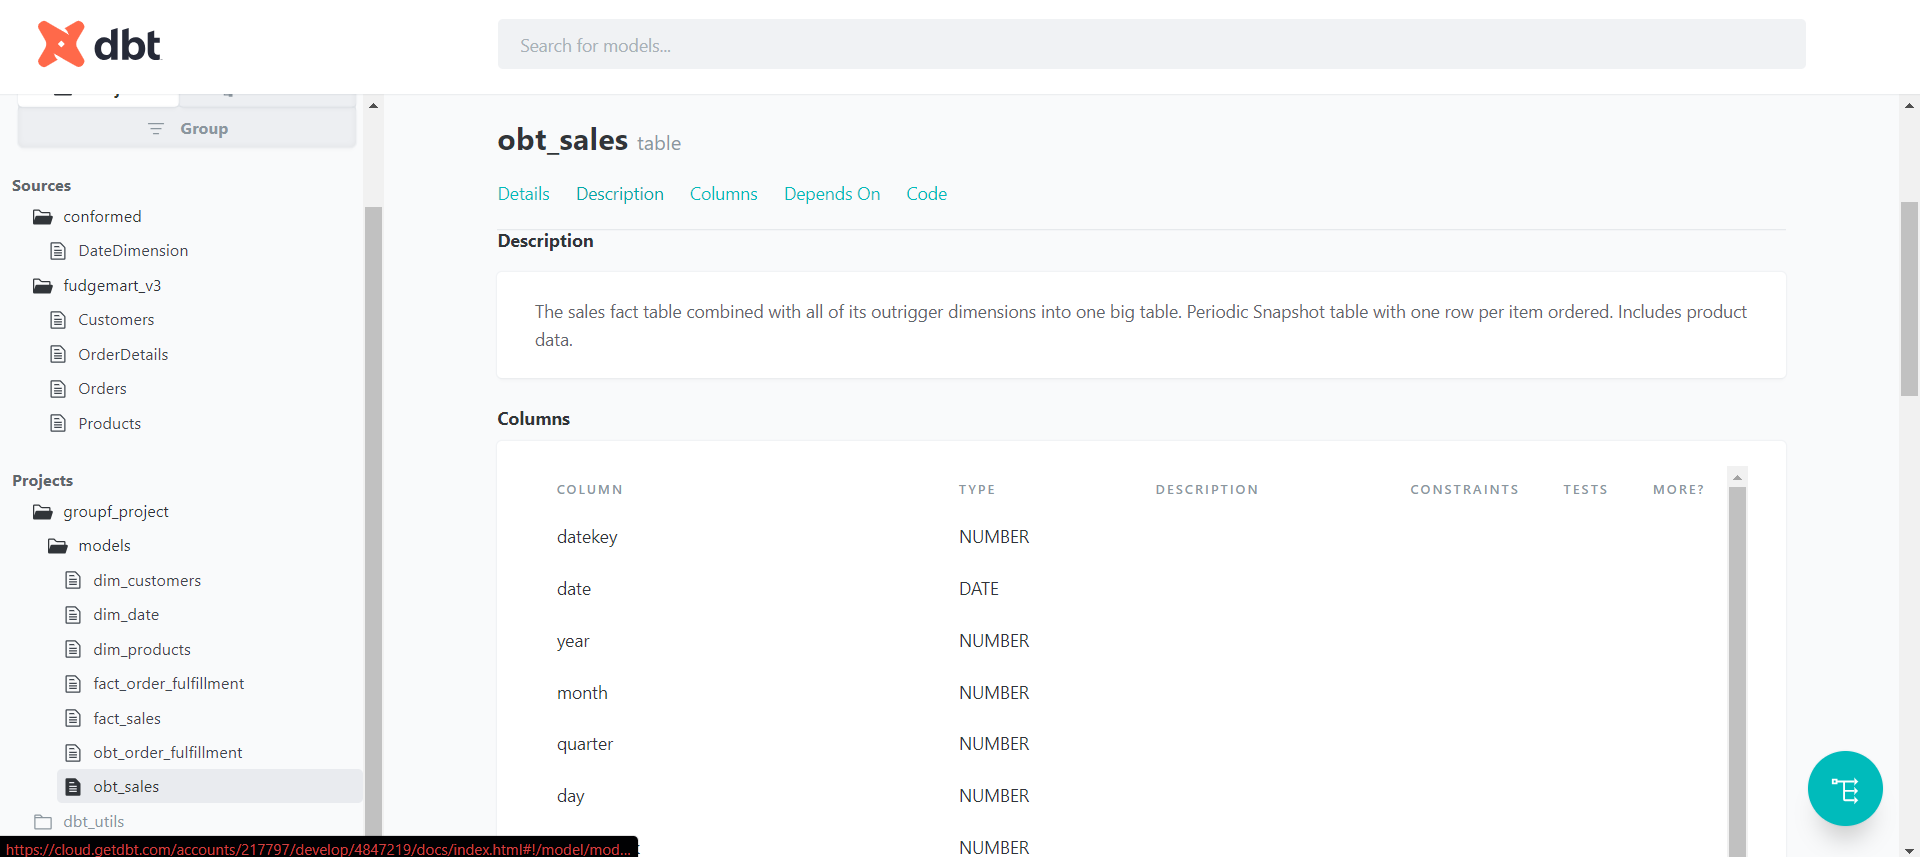 dbt
Search for models...
Group
Sources
conformed
DateDimension
fudgemart_v3
Customers
OrderDetails
Orders
Products
Projects
groupf_project
models
dim_customers
dim_date
dim_products
fact_order_fulfillment
fact_sales
obt_order_fulfillment
obt_sales
dbt_utils
https://cloud.getdbt.com/accounts/217797/develop/4847219/docs/index.html#!/model/mod...
obt_sales table
Details Description Columns Depends On Code
Description
The sales fact table combined with all of its outrigger dimensions into one big table. Periodic Snapshot table with one row per item ordered. Includes product
data.
Columns
COLUMN TYPE DESCRIPTION CONSTRAINTS TESTS MORE?
datekey NUMBER
date DATE
year NUMBER
month NUMBER
quarter NUMBER
day NUMBER
NUMBER